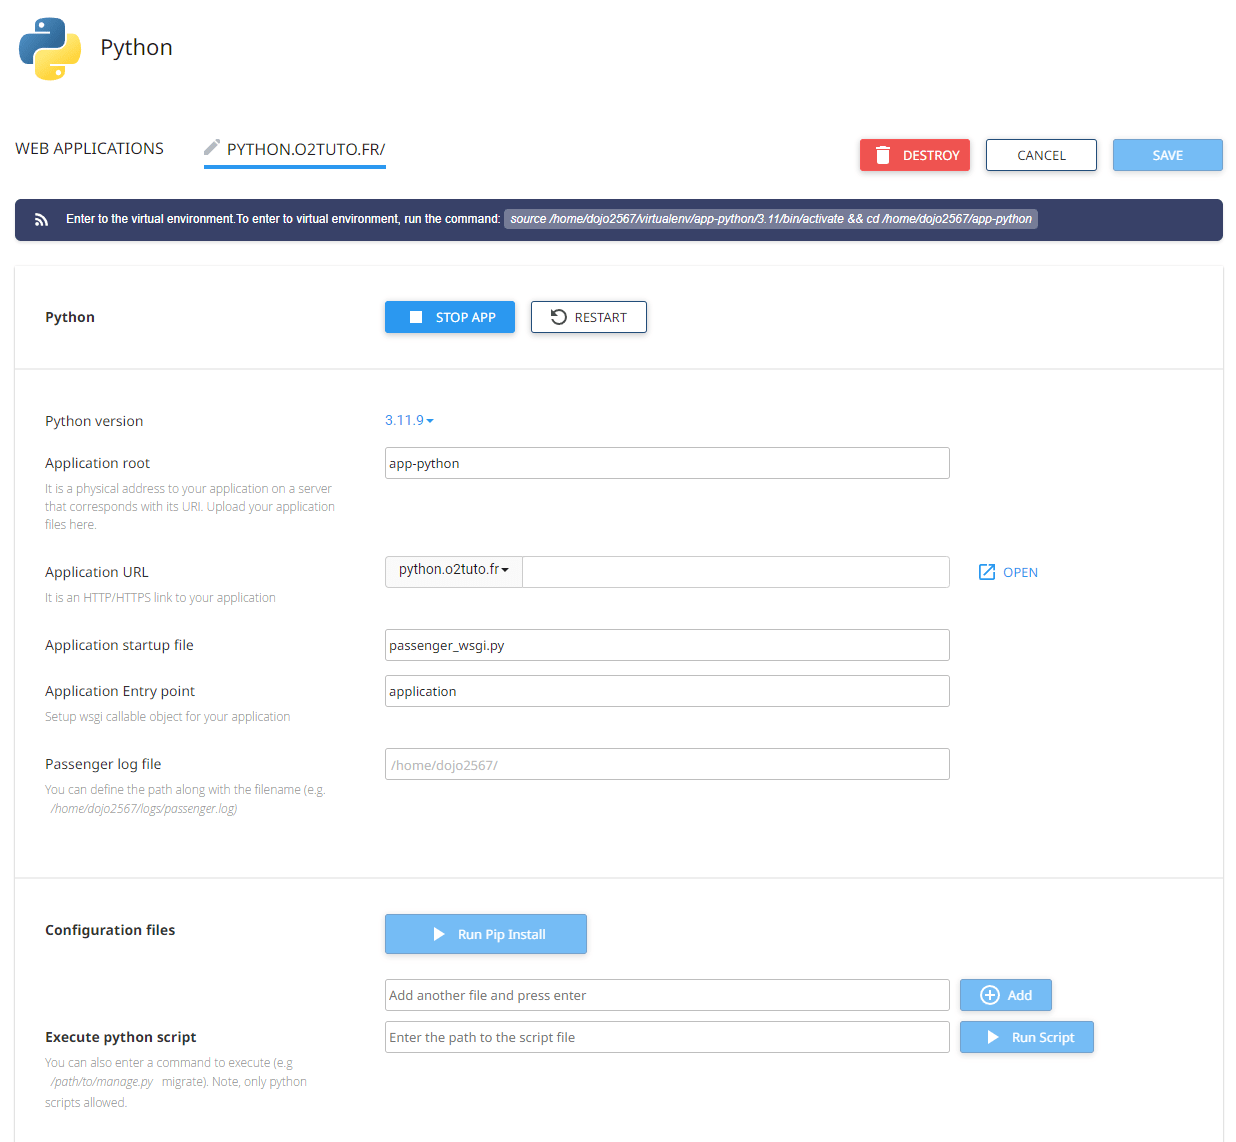 Python
WEB APPLICATIONS
PYTHON.O2TUTO.FR/
DESTROY
CANCEL
SAVE
Enter to the virtual environment.To enter to virtual environment, run the command: source /home/dojo2567/virtualenv/app-python/3.11/bin/activate && cd /home/dojo2567/app-python
Python
STOP APP
RESTART
Python version
3.11.9
Application root
app-python
It is a physical address to your application on a server
that corresponds with its URI. Upload your application
files here.
Application URL
python.o2tuto.fr
OPEN
It is an HTTP/HTTPS link to your application
Application startup file
passenger_wsgi.py
Application Entry point
application
Setup wsgi callable object for your application
Passenger log file
/home/dojo2567/
You can define the path along with the filename (e.g.
/home/dojo2567/logs/passenger.log)
Configuration files
Run Pip Install
Add another file and press enter
Add
Execute python script
Enter the path to the script file
Run Script
You can also enter a command to execute (e.g
/path/to/manage.py migrate). Note, only python
scripts allowed.